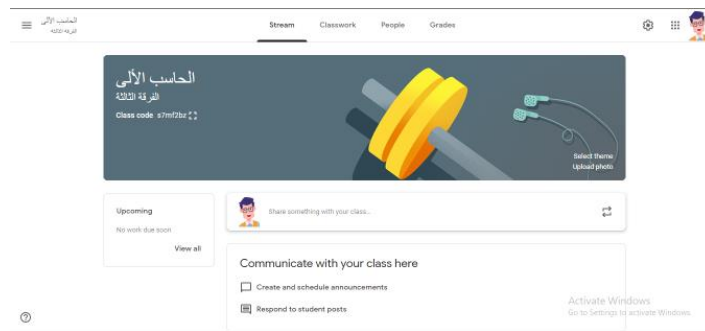 الحاسب الألى
الفرقة الثالثة
Stream Classwork People Grades
الحاسب الألى
الفرقة الثالثة
Class code s7mf2bz
Select theme
Upload photo
Upcoming
No work due soon
View all
Share something with your class...
Communicate with your class here
Create and schedule announcements
Respond to student posts
Activate Windows
Go to Settings to activate Windows.